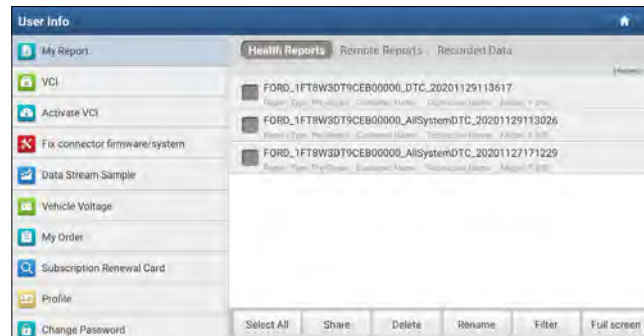 User Info
My Report
VCI
Activate VCI
Fix connector firmware/system
Data Stream Sample
Vehicle Voltage
My Order
Subscription Renewal Card
Profile
Change Password
Health Reports Remote Reports Recorded Data
FORD_1FT8W3DT9CEB00000_DTC_20201129113617
FORD_1FT8W3DT9CEB00000_AllSystemDTC_20201129113026
FORD_1FT8W3DT9CEB00000_AllSystemDTC_20201127171229
Select All Share Delete Rename Filter Full screen